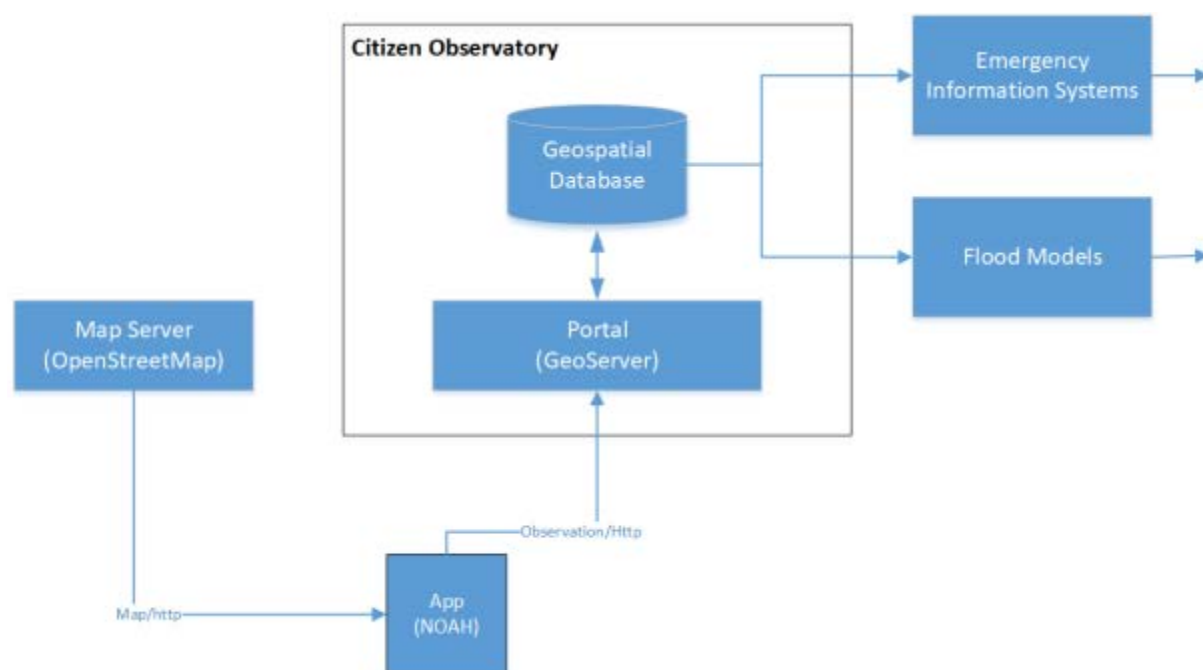 Citizen Observatory
Emergency
Information Systems
Geospatial
Database
Flood Models
Map Server
(OpenStreetMap)
Portal
(GeoServer)
Observation/Http
Map/http
App
(NOAH)